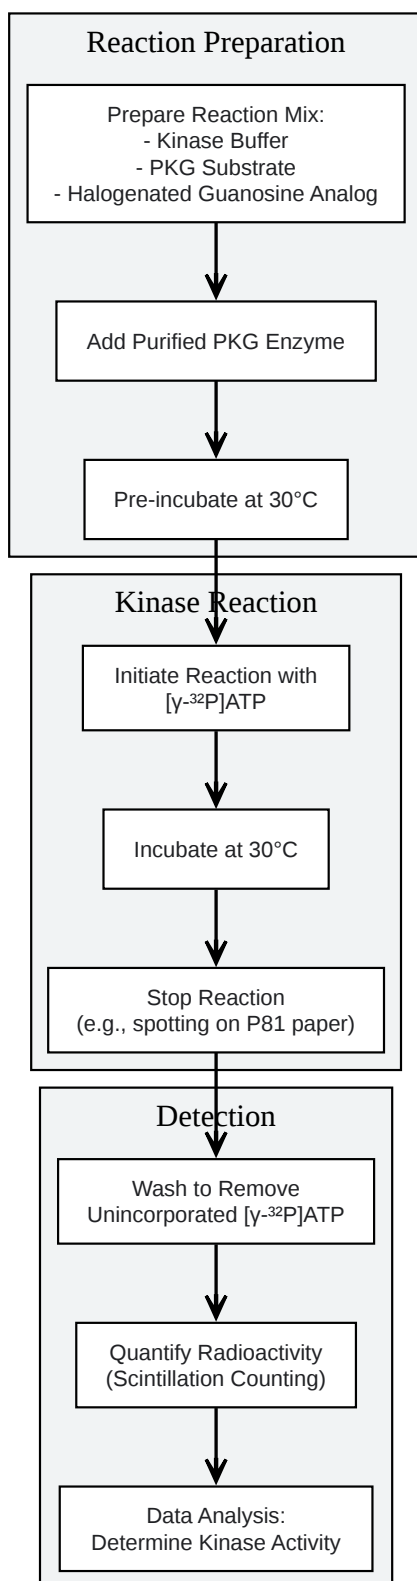 Reaction Preparation
Prepare Reaction Mix:
- Kinase Buffer
- PKG Substrate
- Halogenated Guanosine Analog
Add Purified PKG Enzyme
Pre-incubate at 30°C
Kinase Reaction
Initiate Reaction with
[γ-³²P]ATP
Incubate at 30°C
Stop Reaction
(e.g., spotting on P81 paper)
Detection
Wash to Remove
Unincorporated [γ-³²P]ATP
Quantify Radioactivity
(Scintillation Counting)
Data Analysis:
Determine Kinase Activity